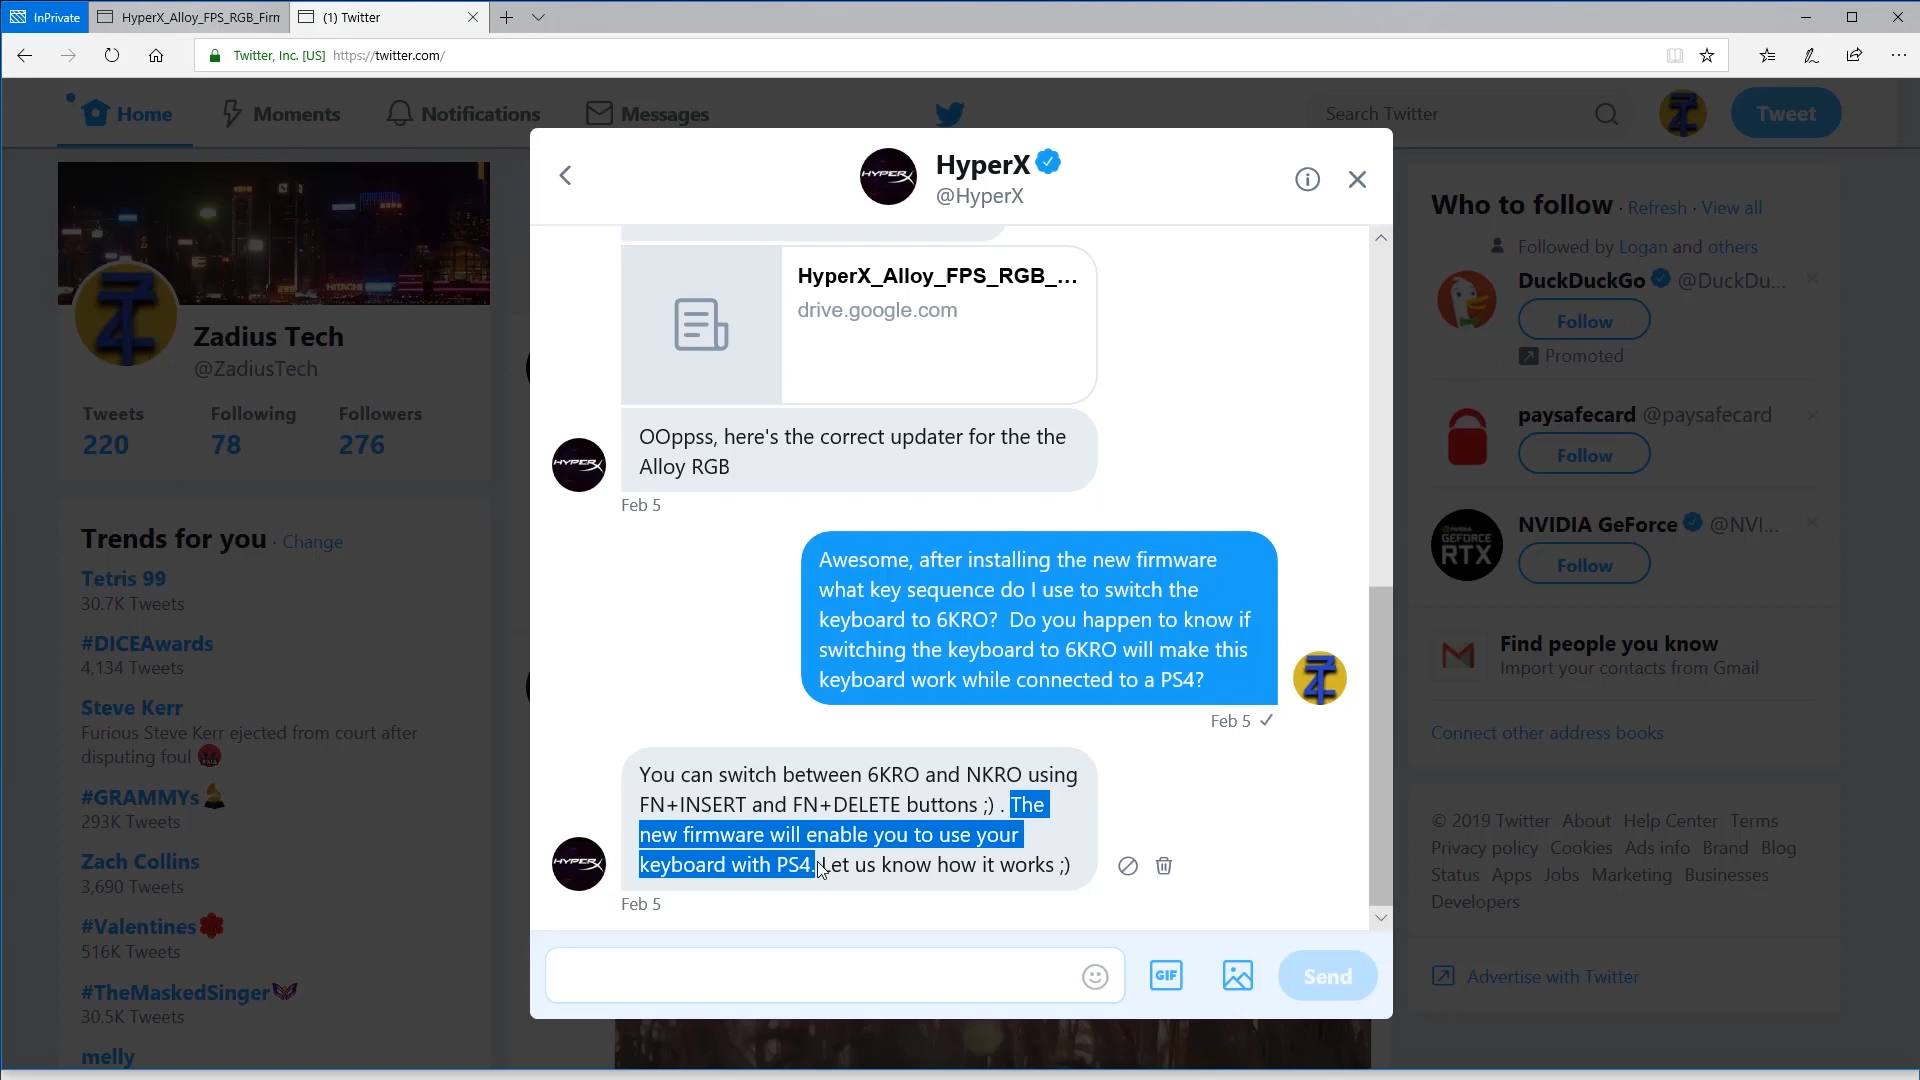 InPrivate
HyperX_Alloy_FPS_RGB_Firn
(1) Twitter
Twitter, Inc. [US] https://twitter.com/
Home
Moments
Notifications
Messages
Search Twitter
Tweet
HyperX
@HyperX
HyperX_Alloy_FPS_RGB_...
drive.google.com
OOppss, here's the correct updater for the the
Alloy RGB
Feb 5
Awesome, after installing the new firmware
what key sequence do I use to switch the
keyboard to 6KRO? Do you happen to know if
switching the keyboard to 6KRO will make this
keyboard work while connected to a PS4?
Feb 5
You can switch between 6KRO and NKRO using
FN+INSERT and FN+DELETE buttons ;) . The
new firmware will enable you to use your
keyboard with PS4. Let us know how it works ;)
Feb 5
GIF
Send
HITACHI
Zadius Tech
@ZadiusTech
Tweets Following Followers
220 78 276
Trends for you · Change
Tetris 99
30.7K Tweets
#DICEAwards
4,134 Tweets
Steve Kerr
Furious Steve Kerr ejected from court after
disputing foul
#GRAMMYs
293K Tweets
Zach Collins
3,690 Tweets
#Valentines
516K Tweets
#TheMaskedSinger
30.5K Tweets
melly
Who to follow · Refresh · View all
Followed by Logan and others
DuckDuckGo @DuckDu...
Follow
Promoted
paysafecard @paysafecard
Follow
GEFORCE
RTX
NVIDIA GeForce @NVI...
Follow
Find people you know
Import your contacts from Gmail
Connect other address books
© 2019 Twitter About Help Center Terms
Privacy policy Cookies Ads info Brand Blog
Status Apps Jobs Marketing Businesses
Developers
Advertise with Twitter
HYPERX
HYPERX
HYPERX